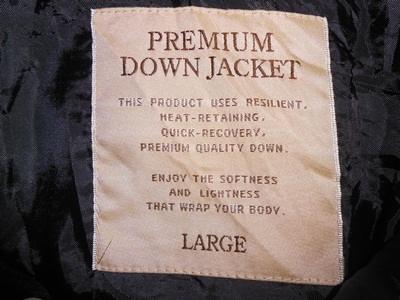 PREMIUM
DOWN JACKET
THIS PRODUCT USES RESILIENT,
HEAT-RETAINING,
QUICK-RECOVERY,
PREMIUM QUALITY DOWN.
ENJOY THE SOFTNESS
AND LIGHTNESS
THAT WRAP YOUR BODY.
LARGE